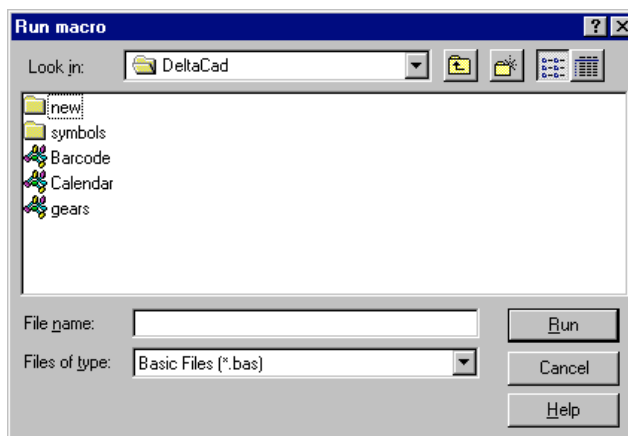 Run macro
Look in: DeltaCad
new
symbols
Barcode
Calendar
gears
File name: Run
Files of type: Basic Files (*.bas) Cancel
Help